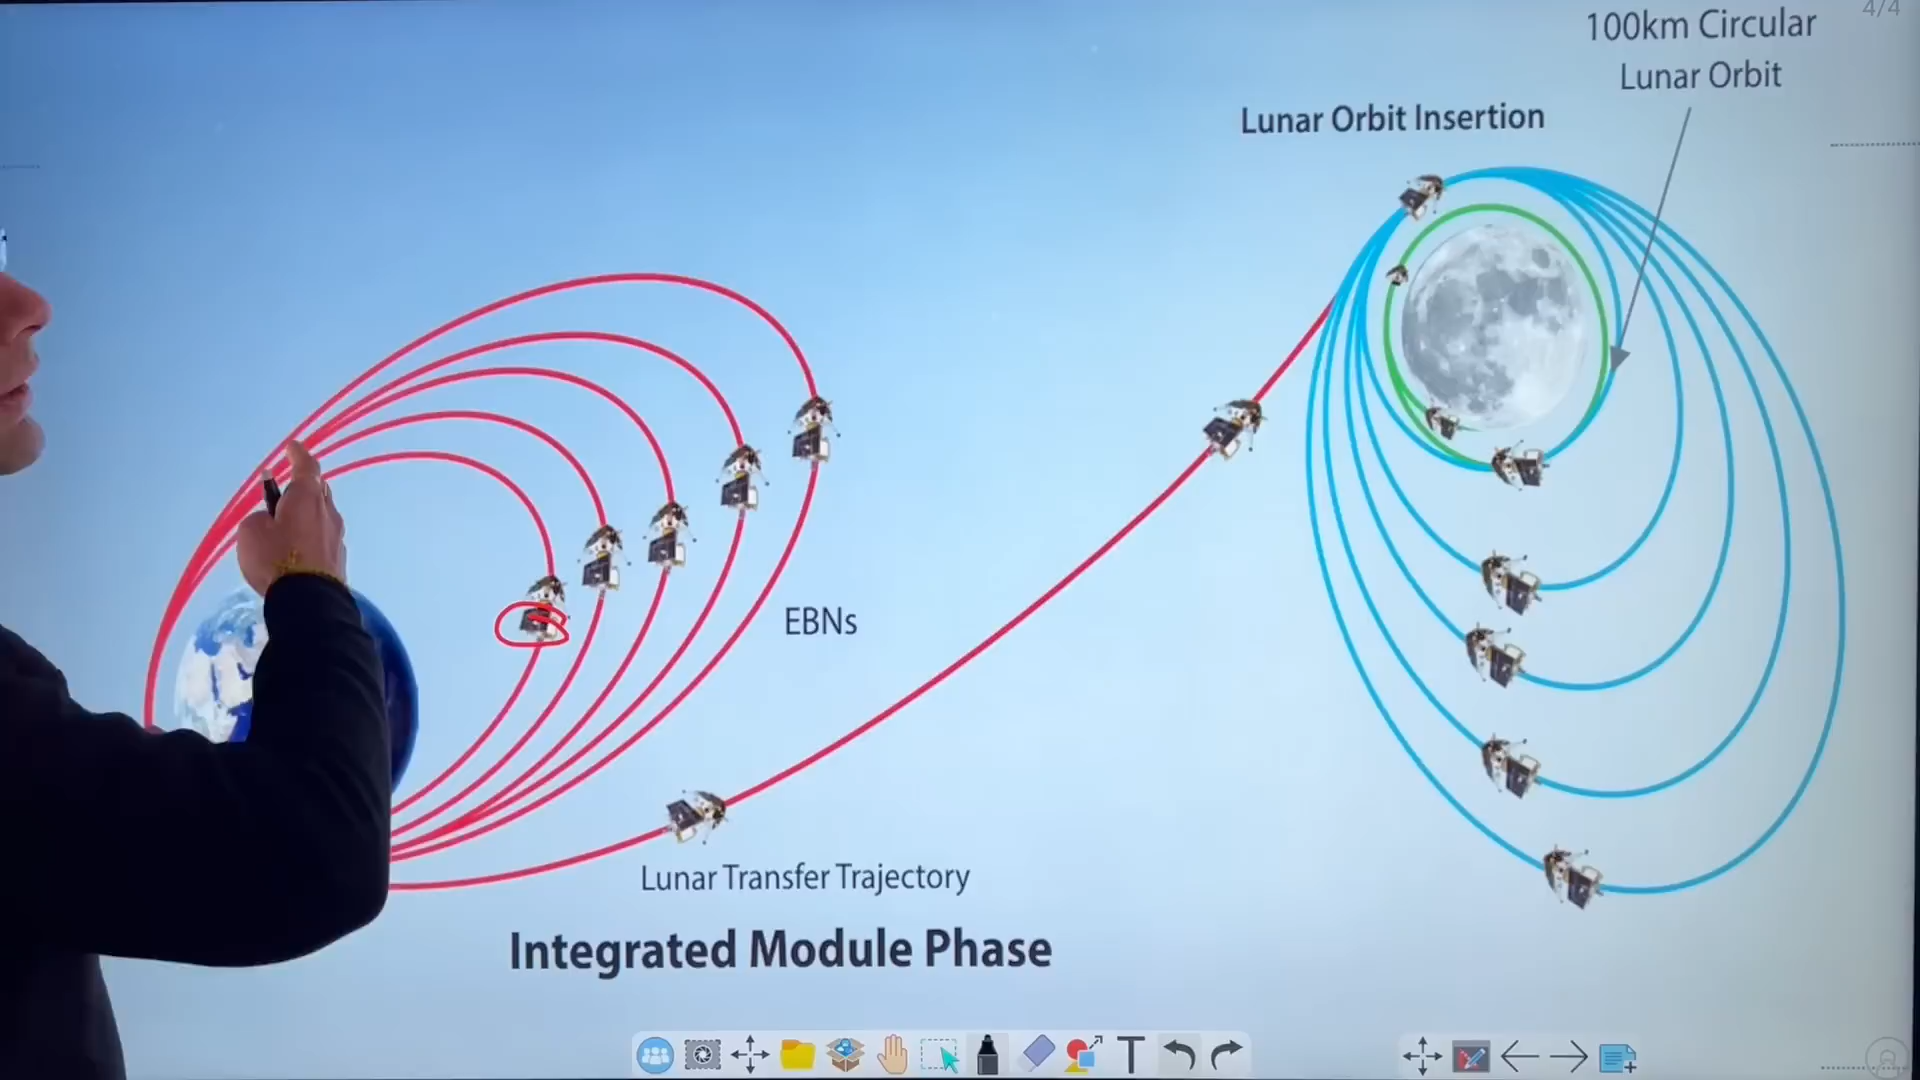 4/4
100km Circular
Lunar Orbit
Lunar Orbit Insertion
EBNs
Lunar Transfer Trajectory
Integrated Module Phase
T